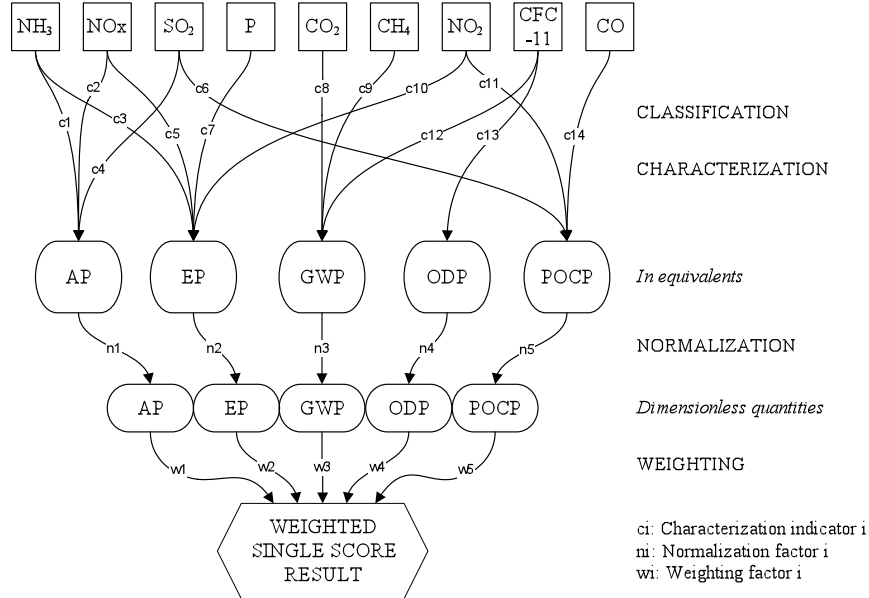 NH₃ NOx SO₂ P CO₂ CH₄ NO₂ CFC CO
-11
c2 c8 c9 c10 c6 c11
c1 c3 c5 c7 c12 c13 c14
c4
CLASSIFICATION
CHARACTERIZATION
AP EP GWP ODP POCP In equivalents
n1 n2 n3 n4 n5 NORMALIZATION
AP EP GWP ODP POCP Dimensionless quantities
w1 w2 w3 w4 w5 WEIGHTING
WEIGHTED
SINGLE SCORE
RESULT
ci: Characterization indicator i
ni: Normalization factor i
wi: Weighting factor i